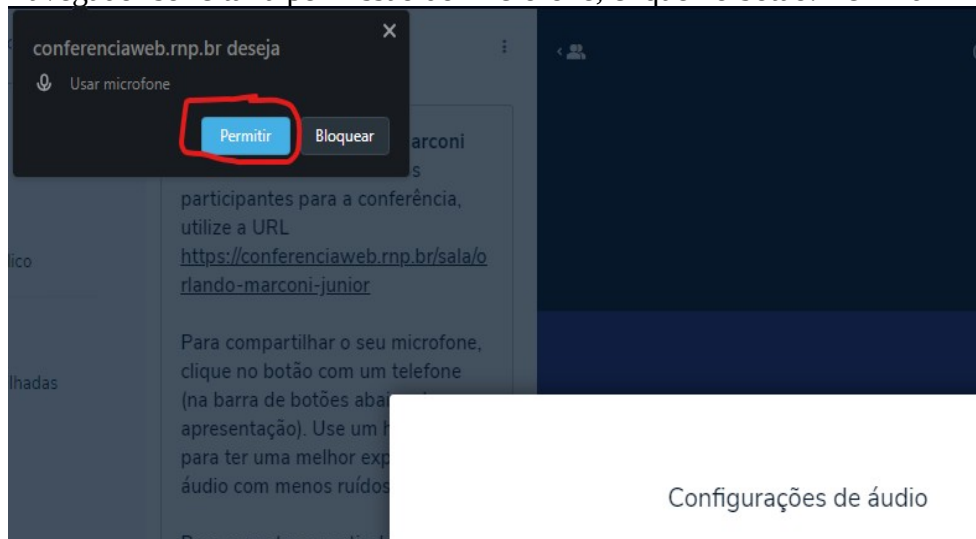 conferenciaweb.rnp.br deseja
Usar microfone
Permitir Bloquear
arconi
s
participantes para a conferência,
utilize a URL
https://conferenciaweb.rnp.br/sala/o
rlando-marconi-junior
lico
Para compartilhar o seu microfone,
clique no botão com um telefone
lhadas
(na barra de botões abai
apresentação). Use um h
para ter uma melhor exp
áudio com menos ruídos
Configurações de áudio